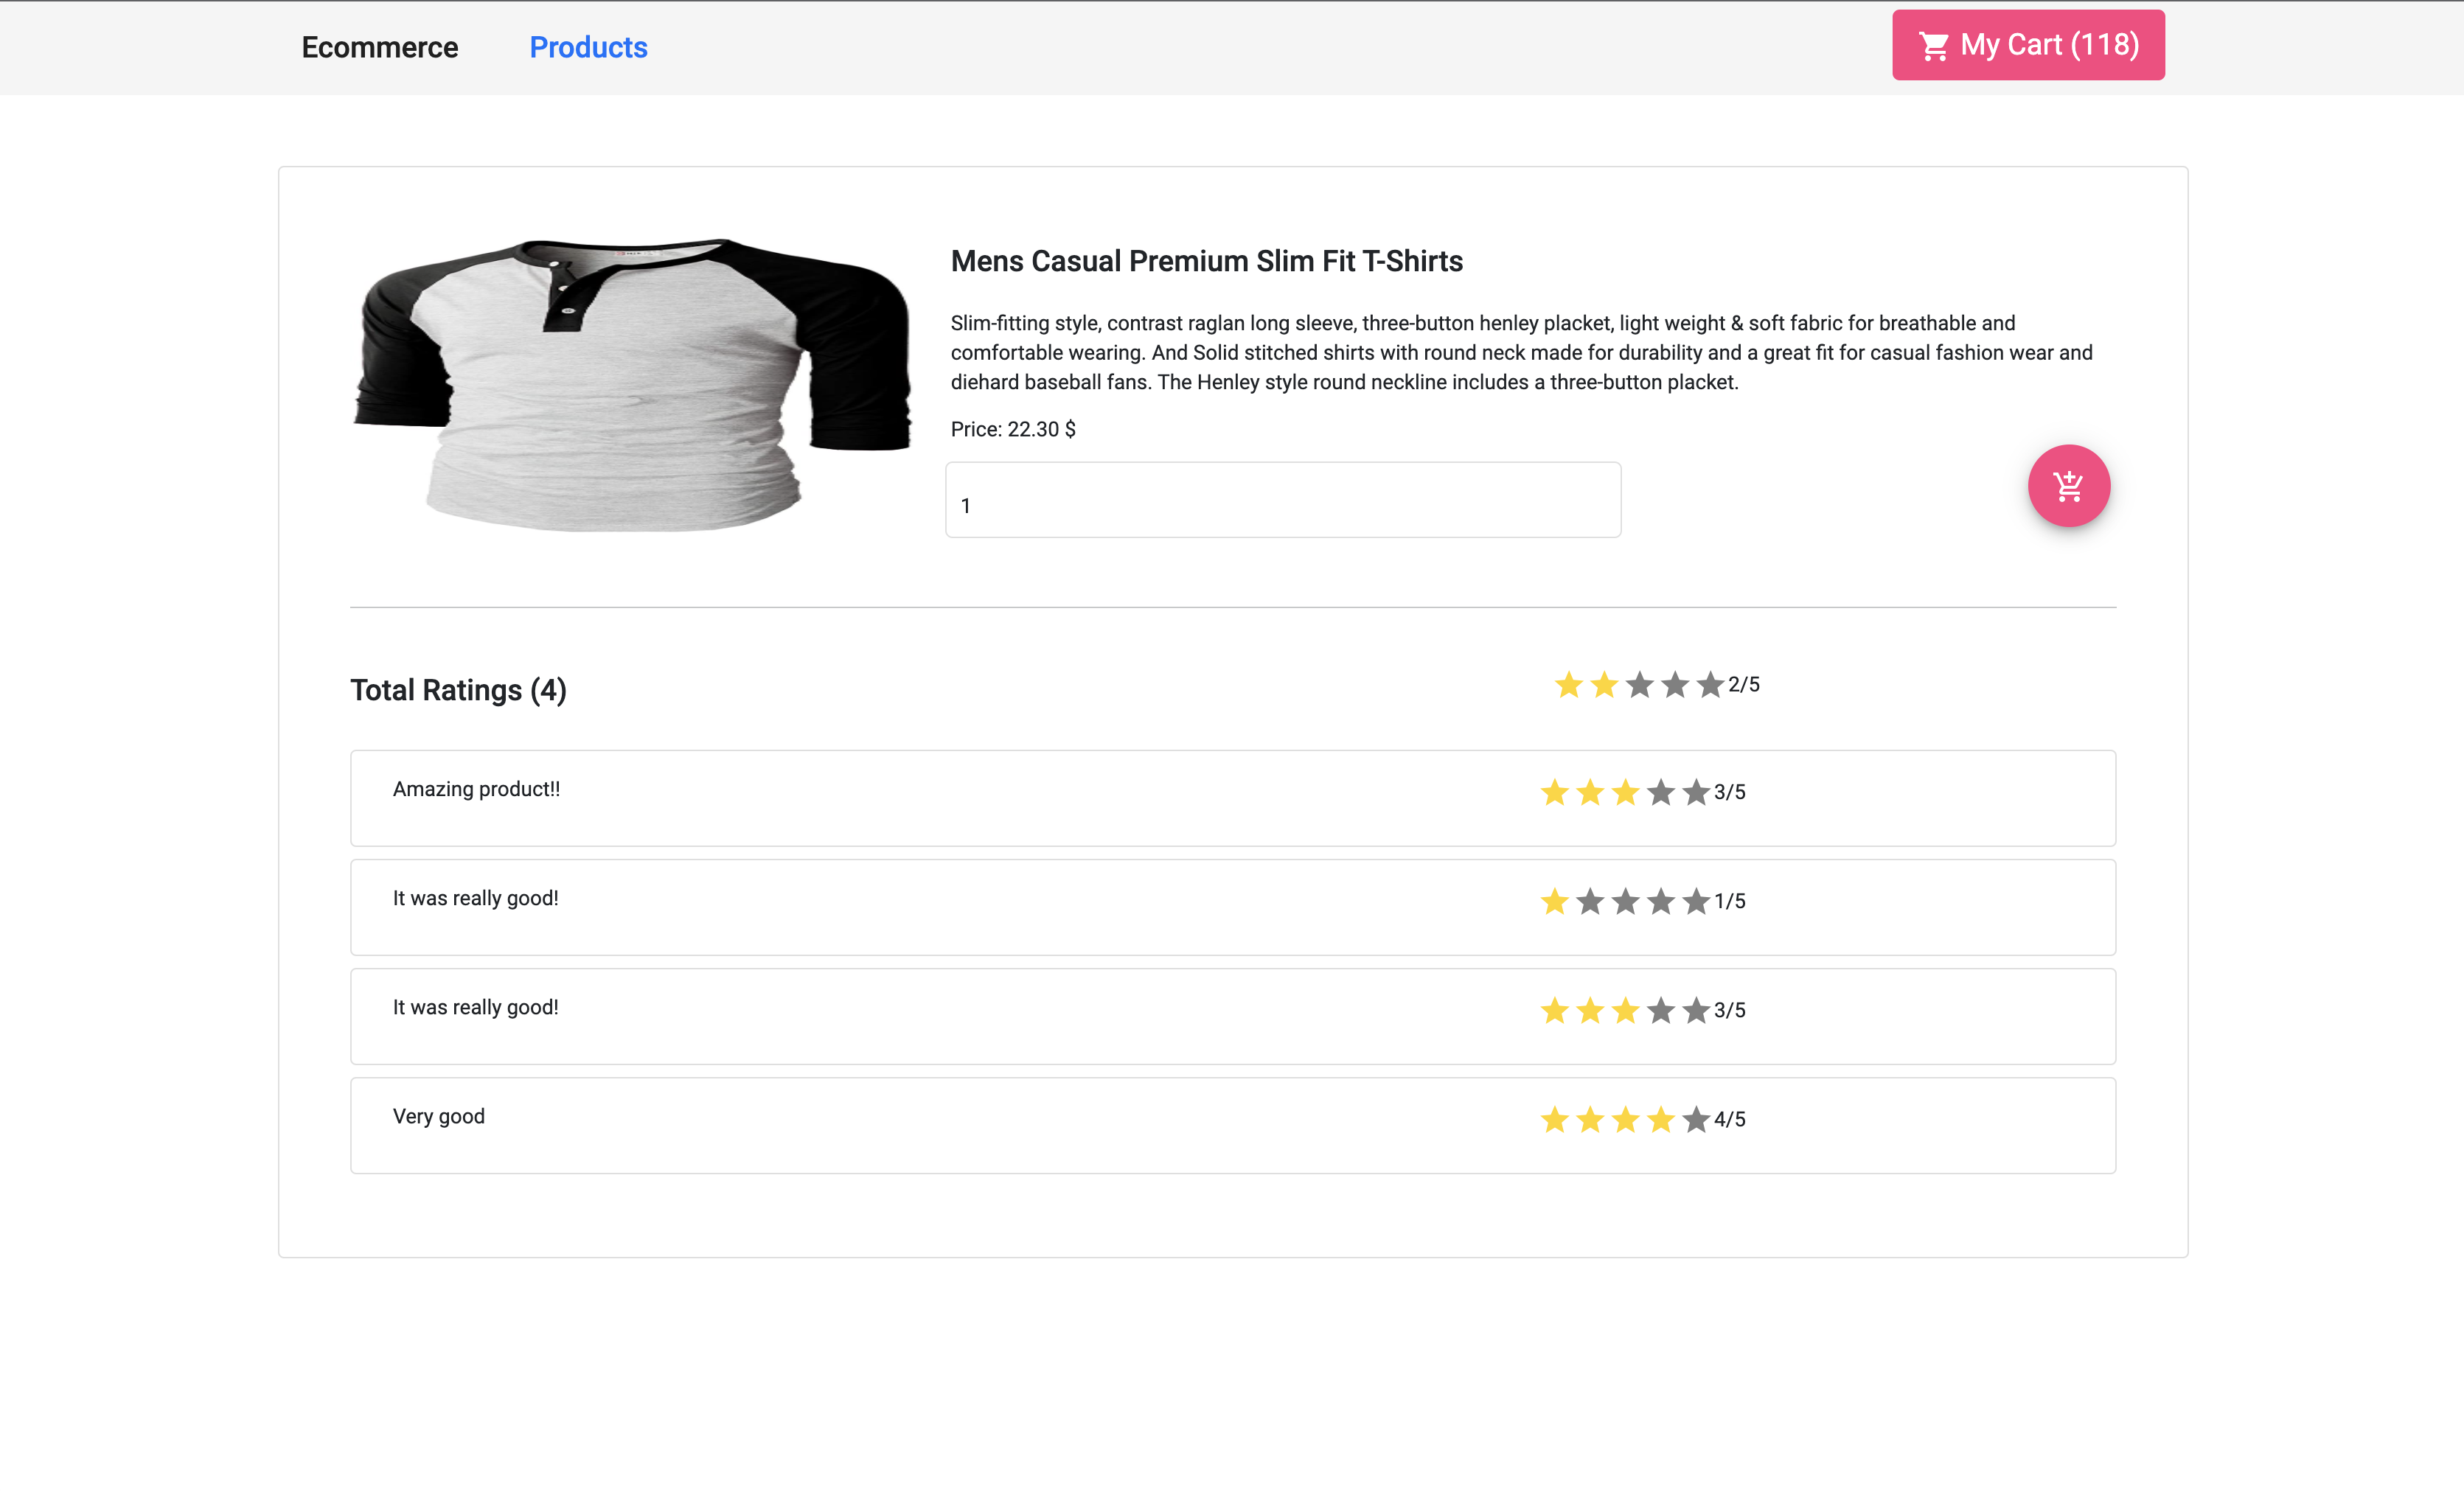 Ecommerce
Products
My Cart (118)
Mens Casual Premium Slim Fit T-Shirts
Slim-fitting style, contrast raglan long sleeve, three-button henley placket, light weight & soft fabric for breathable and
comfortable wearing. And Solid stitched shirts with round neck made for durability and a great fit for casual fashion wear and
diehard baseball fans. The Henley style round neckline includes a three-button placket.
Price: 22.30 $
1
Total Ratings (4)
2/5
Amazing product!!
3/5
It was really good!
1/5
It was really good!
3/5
Very good
4/5